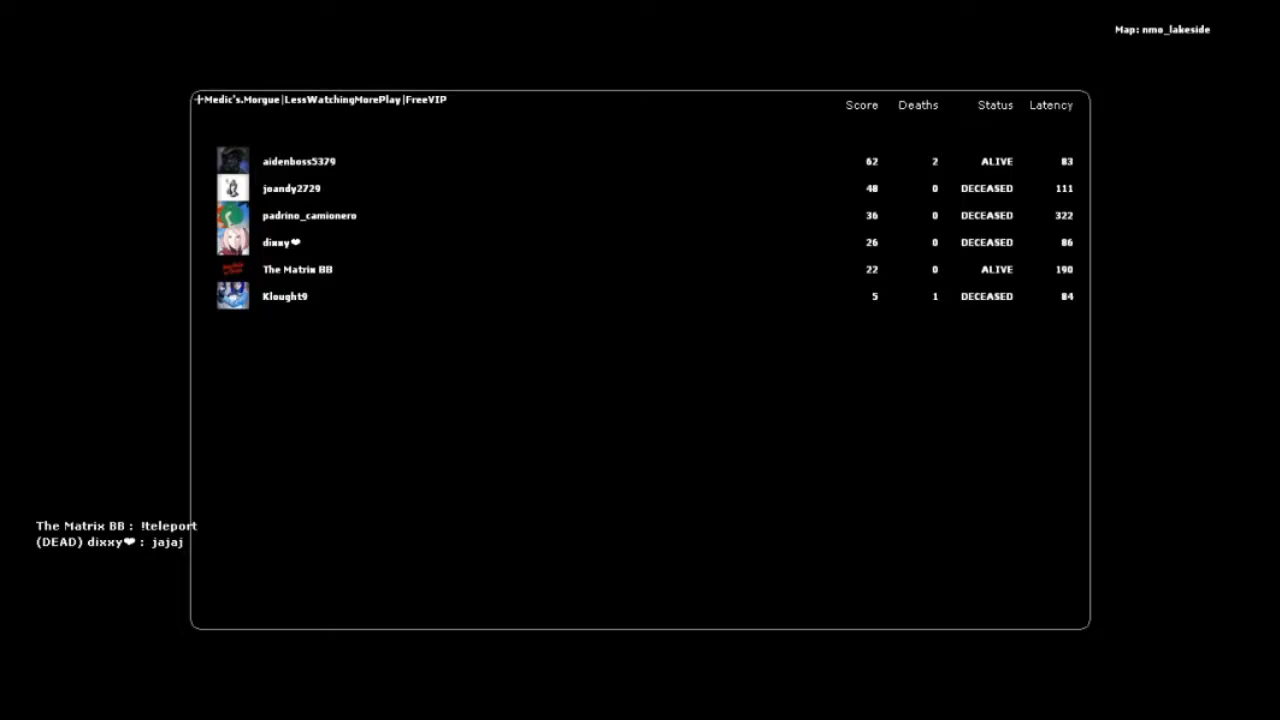 Map: nmo_lakeside
+Medic's.Morgue|LessWatchingMorePlay|FreeVIP
Score Deaths Status Latency
aidenboss5379 62 2 ALIVE 83
joandy2729 48 0 DECEASED 111
padrino_camionero 36 0 DECEASED 322
dixxy❤ 26 0 DECEASED 86
The Matrix BB 22 0 ALIVE 190
Klought9 5 1 DECEASED 84
The Matrix BB : !teleport
(DEAD) dixxy❤ : jajaj